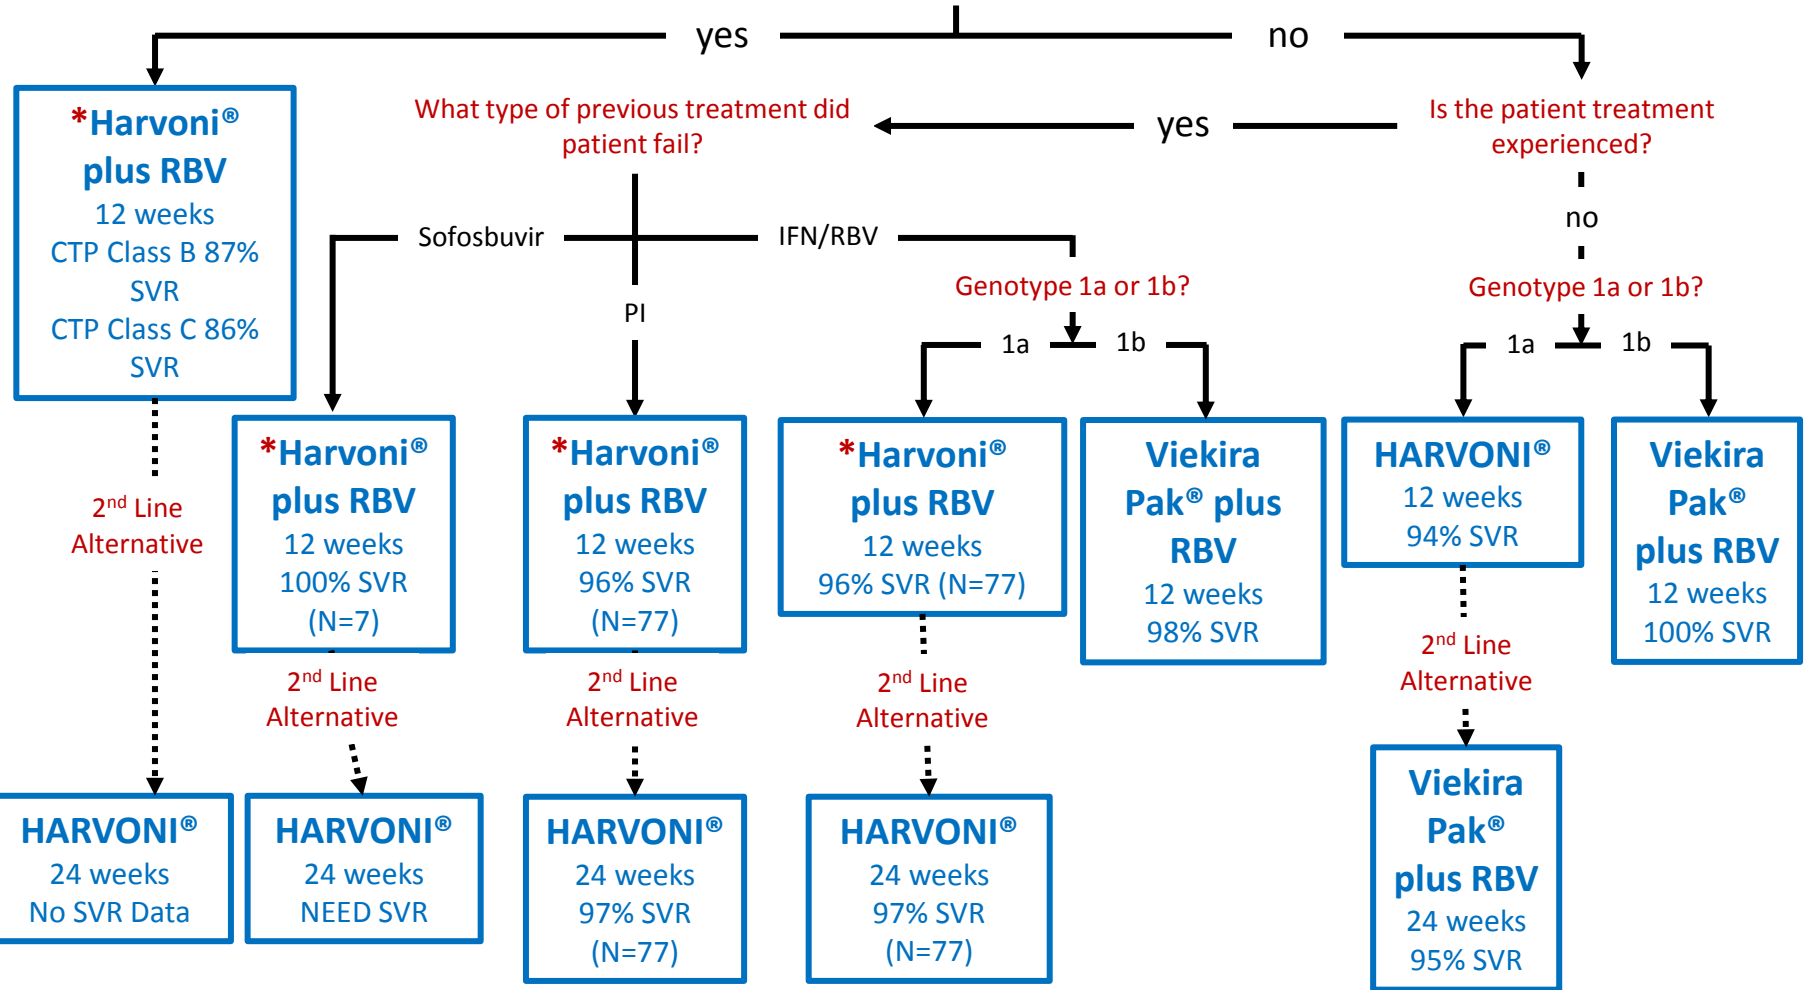 yes
no
*Harvoni®
plus RBV
12 weeks
CTP Class B 87%
SVR
CTP Class C 86%
SVR
What type of previous treatment did
patient fail?
yes
Is the patient treatment
experienced?
no
Sofosbuvir
PI
IFN/RBV
Genotype 1a or 1b?
1a
1b
Genotype 1a or 1b?
1a
1b
2nd Line
Alternative
*Harvoni®
plus RBV
12 weeks
100% SVR
(N=7)
*Harvoni®
plus RBV
12 weeks
96% SVR
(N=77)
*Harvoni®
plus RBV
12 weeks
96% SVR (N=77)
Viekira
Pak® plus
RBV
12 weeks
98% SVR
HARVONI®
12 weeks
94% SVR
Viekira
Pak®
plus RBV
12 weeks
100% SVR
2nd Line
Alternative
2nd Line
Alternative
2nd Line
Alternative
2nd Line
Alternative
HARVONI®
24 weeks
No SVR Data
HARVONI®
24 weeks
NEED SVR
HARVONI®
24 weeks
97% SVR
(N=77)
HARVONI®
24 weeks
97% SVR
(N=77)
Viekira
Pak®
plus RBV
24 weeks
95% SVR